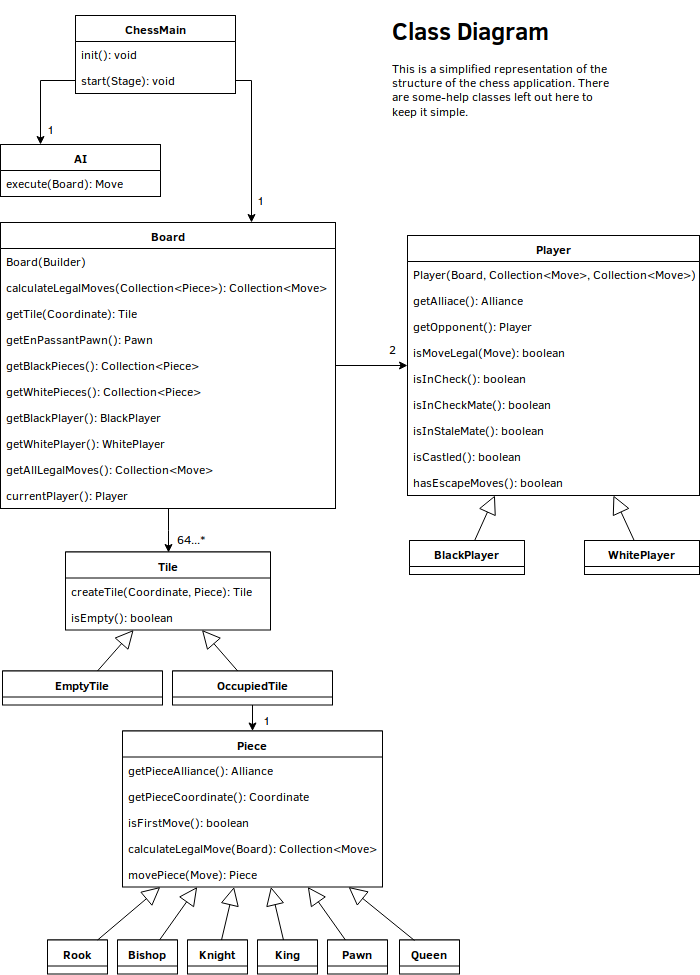 ChessMain
init(): void
start(Stage): void
Class Diagram
This is a simplified representation of the
structure of the chess application. There
are some-help classes left out here to
keep it simple.
1
AI
execute(Board): Move
1
Board
Board(Builder)
calculateLegalMoves(Collection<Piece>): Collection<Move>
getTile(Coordinate): Tile
getEnPassantPawn(): Pawn
getBlackPieces(): Collection<Piece>
getWhitePieces(): Collection<Piece>
getBlackPlayer(): BlackPlayer
getWhitePlayer(): WhitePlayer
getAllLegalMoves(): Collection<Move>
currentPlayer(): Player
2
Player
Player(Board, Collection<Move>, Collection<Move>)
getAlliace(): Alliance
getOpponent(): Player
isMoveLegal(Move): boolean
isInCheck(): boolean
isInCheckMate(): boolean
isInStaleMate(): boolean
isCastled(): boolean
hasEscapeMoves(): boolean
BlackPlayer
WhitePlayer
64...*
Tile
createTile(Coordinate, Piece): Tile
isEmpty(): boolean
EmptyTile
OccupiedTile
1
Piece
getPieceAlliance(): Alliance
getPieceCoordinate(): Coordinate
isFirstMove(): boolean
calculateLegalMove(Board): Collection<Move>
movePiece(Move): Piece
Rook
Bishop
Knight
King
Pawn
Queen